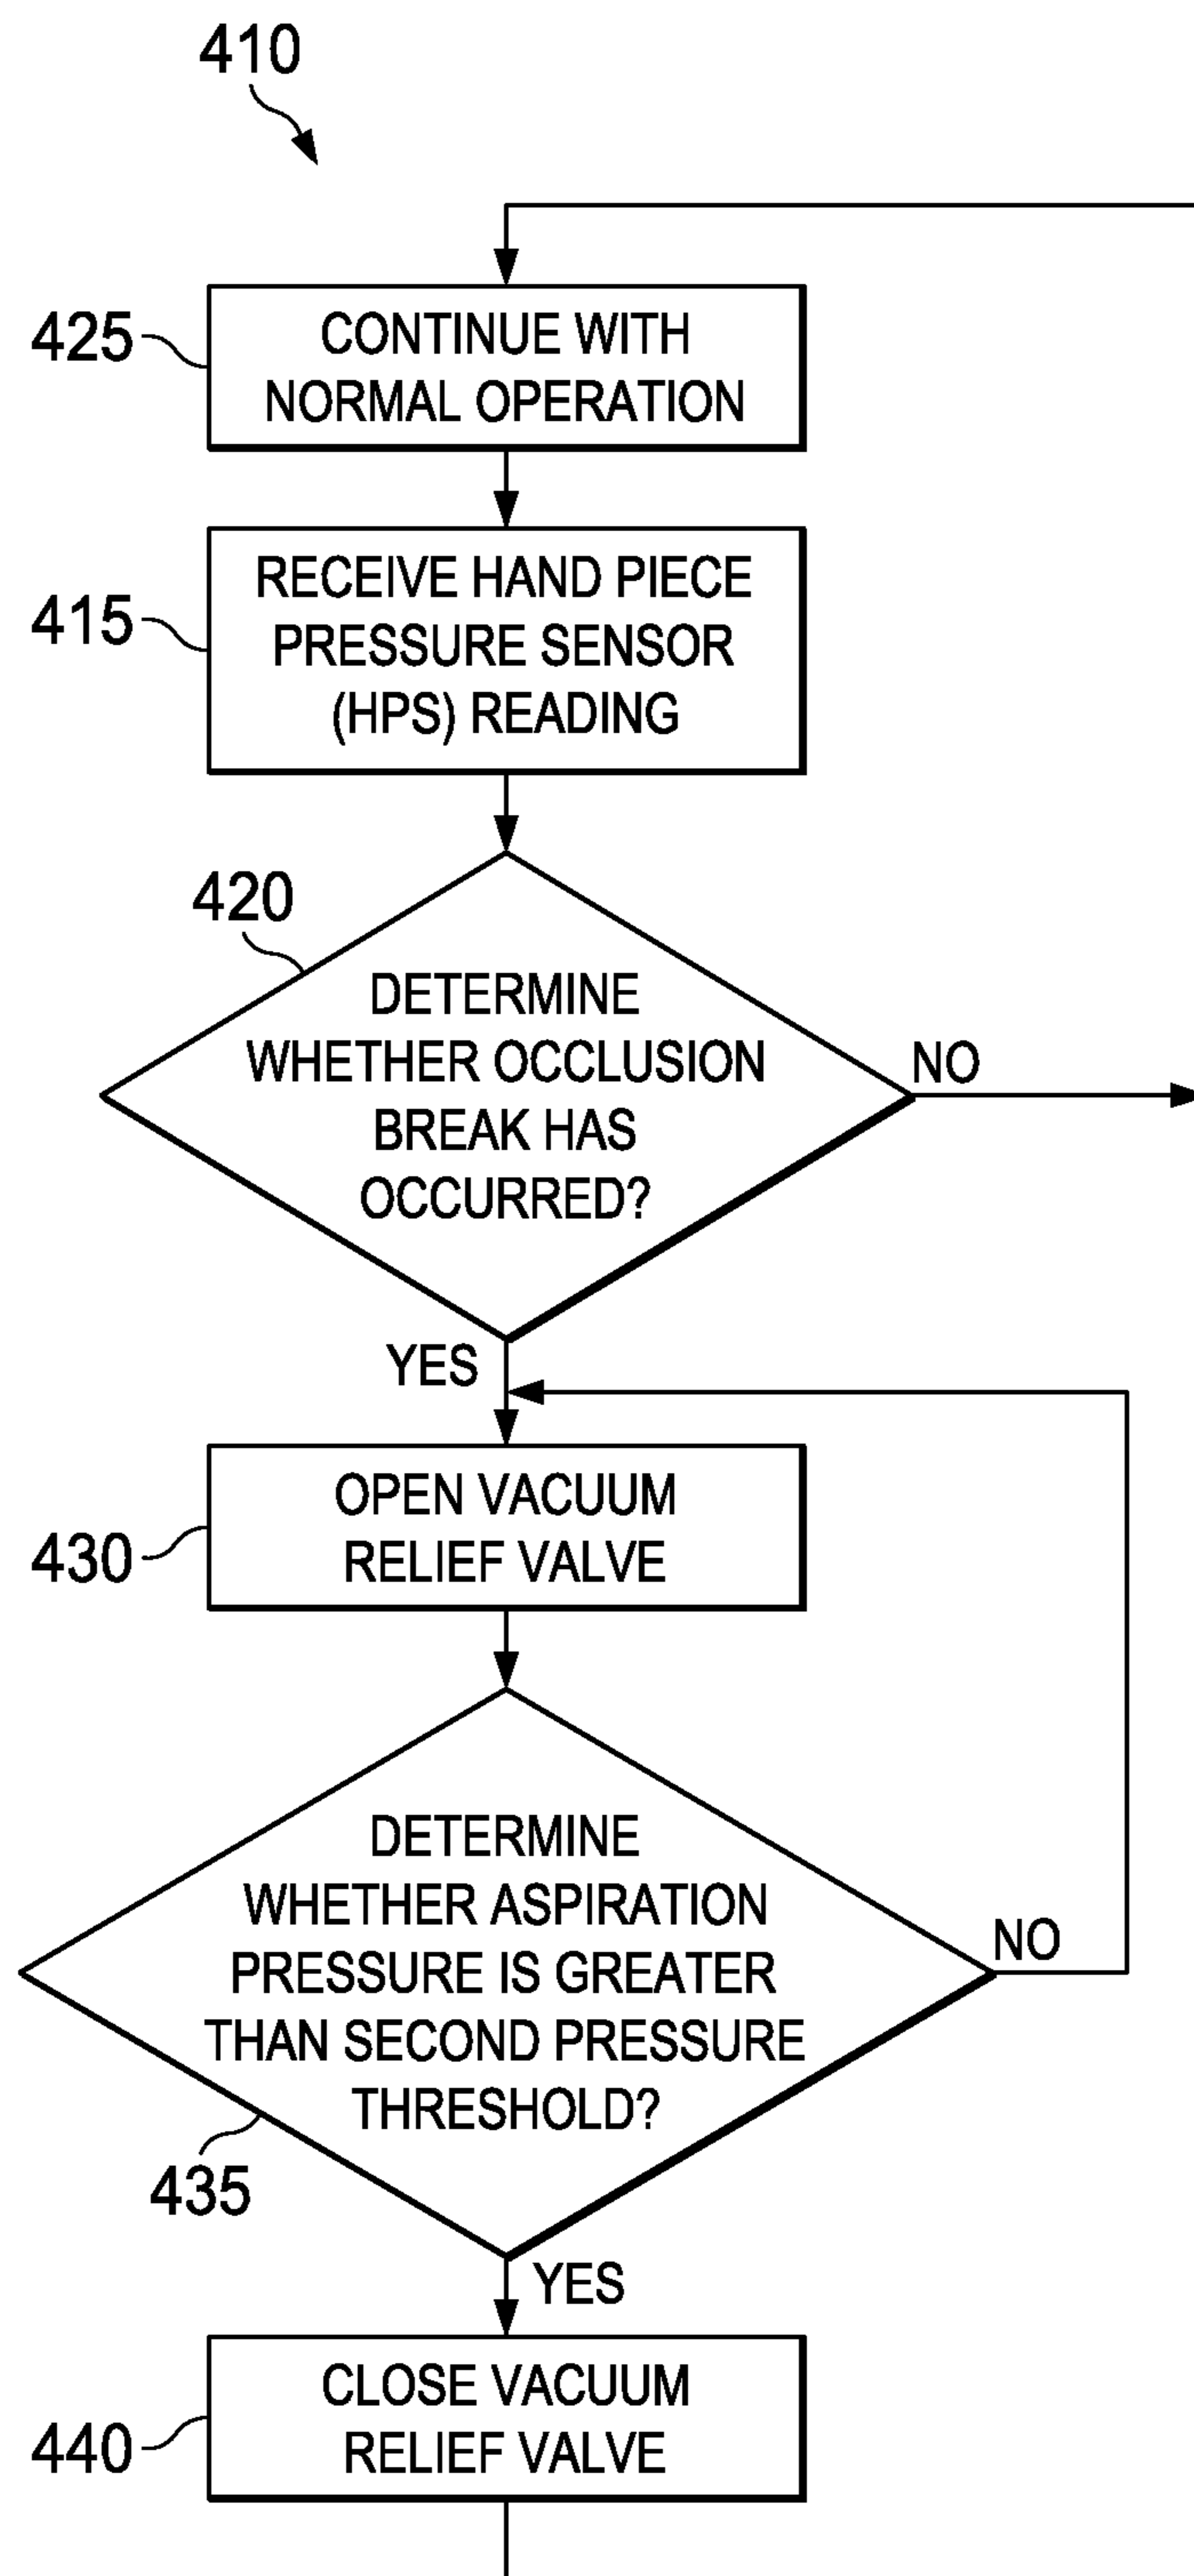 410
425
CONTINUE WITH
NORMAL OPERATION
415
RECEIVE HAND PIECE
PRESSURE SENSOR
(HPS) READING
420
DETERMINE
WHETHER OCCLUSION
BREAK HAS
OCCURRED?
NO
YES
430
OPEN VACUUM
RELIEF VALVE
DETERMINE
WHETHER ASPIRATION
PRESSURE IS GREATER
THAN SECOND PRESSURE
THRESHOLD?
NO
435
YES
440
CLOSE VACUUM
RELIEF VALVE